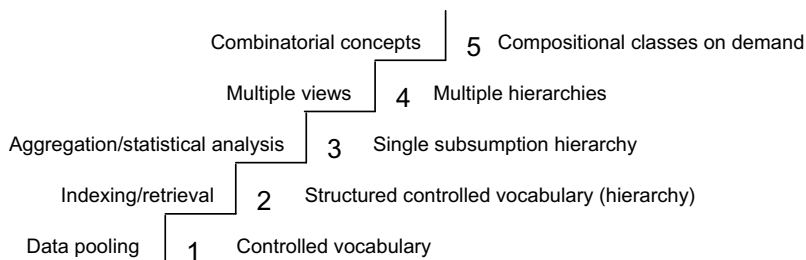 Combinatorial concepts 5 Compositional classes on demand
Multiple views 4 Multiple hierarchies
Aggregation/statistical analysis 3 Single subsumption hierarchy
Indexing/retrieval 2 Structured controlled vocabulary (hierarchy)
Data pooling 1 Controlled vocabulary